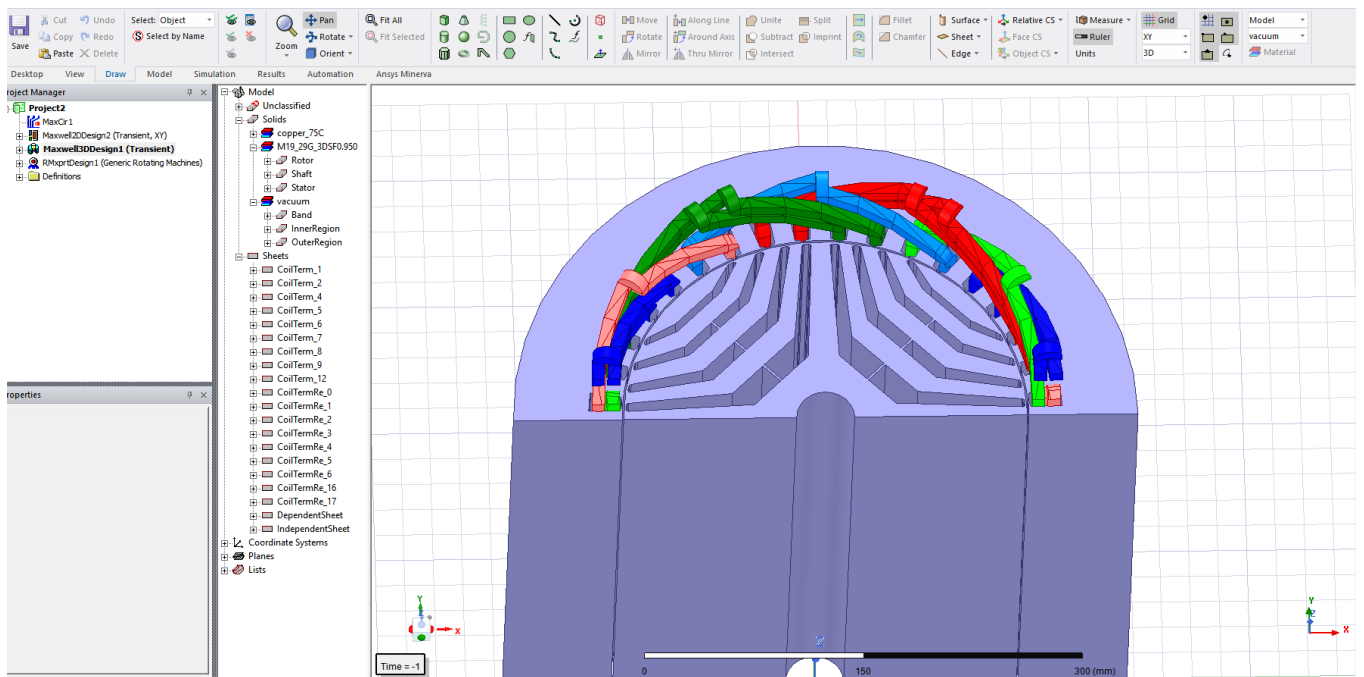 Save
Cut
Copy
Paste
Undo
Redo
Delete
Select: Object
Select by Name
Zoom
Pan
Rotate
Orient
Fit All
Fit Selected
Move
Rotate
Mirror
Along Line
Around Axis
Thru Mirror
Unite
Subtract
Intersect
Split
Imprint
Fillet
Chamfer
Surface
Sheet
Edge
Relative CS
Face CS
Object CS
Measure
Ruler
Units
Grid
XY
3D
Model
vacuum
Material
Desktop View Draw Model Simulation Results Automation Ansys Minerva
roject Manager
Project2
MaxCir1
Maxwell2DDesign2 (Transient, XY)
Maxwell3DDesign1 (Transient)
RMxprtDesign1 (Generic Rotating Machines)
Definitions
roperties
Model
Unclassified
Solids
copper_75C
M19_29G_3DSF0.950
Rotor
Shaft
Stator
vacuum
Band
InnerRegion
OuterRegion
Sheets
CoilTerm_1
CoilTerm_2
CoilTerm_4
CoilTerm_5
CoilTerm_6
CoilTerm_7
CoilTerm_8
CoilTerm_9
CoilTerm_12
CoilTermRe_0
CoilTermRe_1
CoilTermRe_2
CoilTermRe_3
CoilTermRe_4
CoilTermRe_5
CoilTermRe_6
CoilTermRe_16
CoilTermRe_17
DependentSheet
IndependentSheet
Coordinate Systems
Planes
Lists
Y
X
Time = -1
Z
0 150 300 (mm)
Y
Z
X